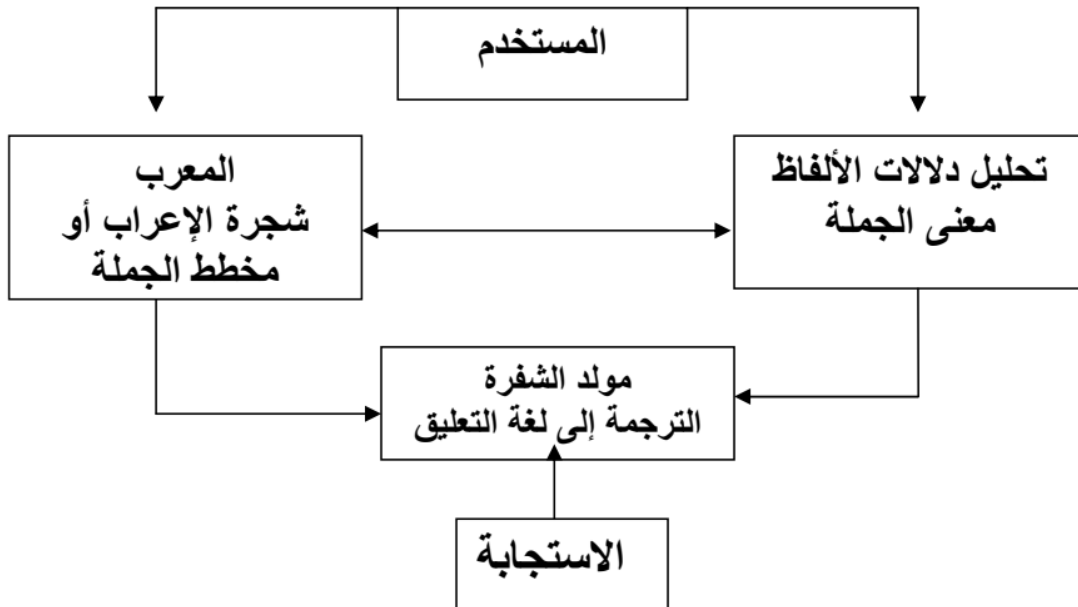 المستخدم
تحليل دلالات الألفاظ
معنى الجملة
المعرب
شجرة الإعراب أو
مخطط الجملة
مولد الشفرة
الترجمة إلى لغة التعليق
الاستجابة